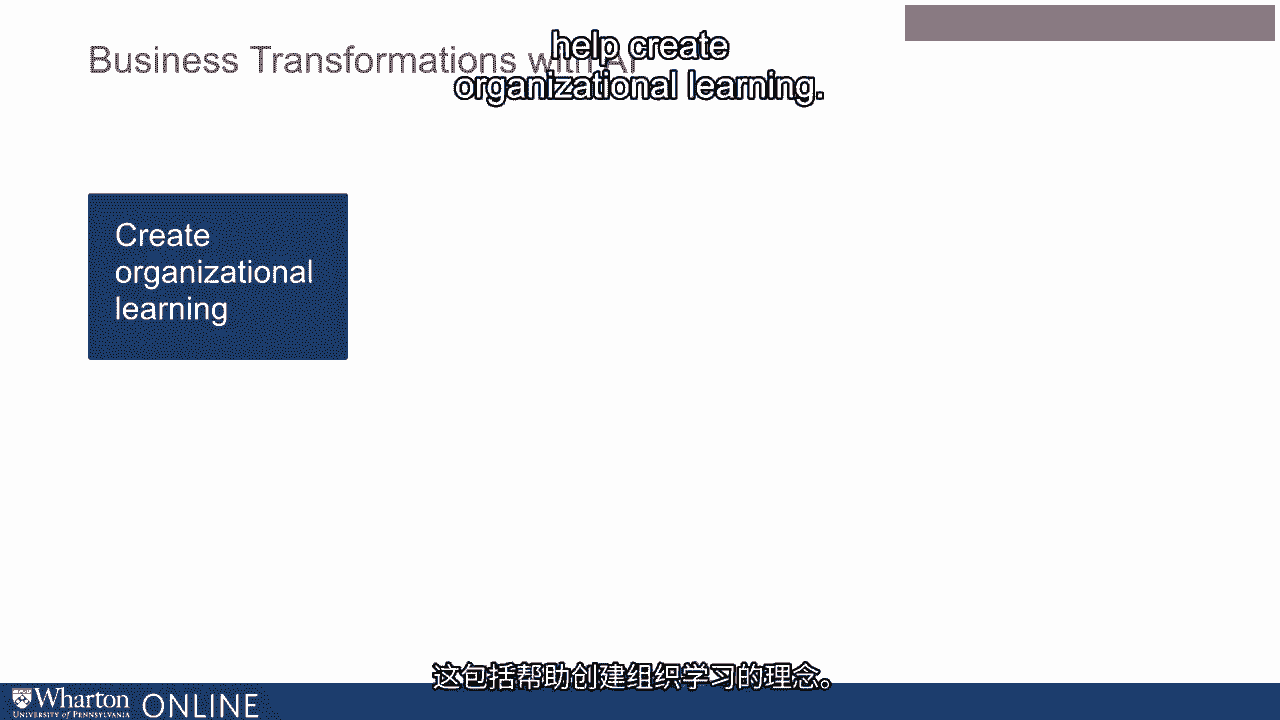 Business Transformations with AI
help create
organizational learning.
Create
organizational
learning
这包括帮助创建组织学习的理念。
Wharton
UNIVERSITY of PENNSYLVANIA
ONLINE